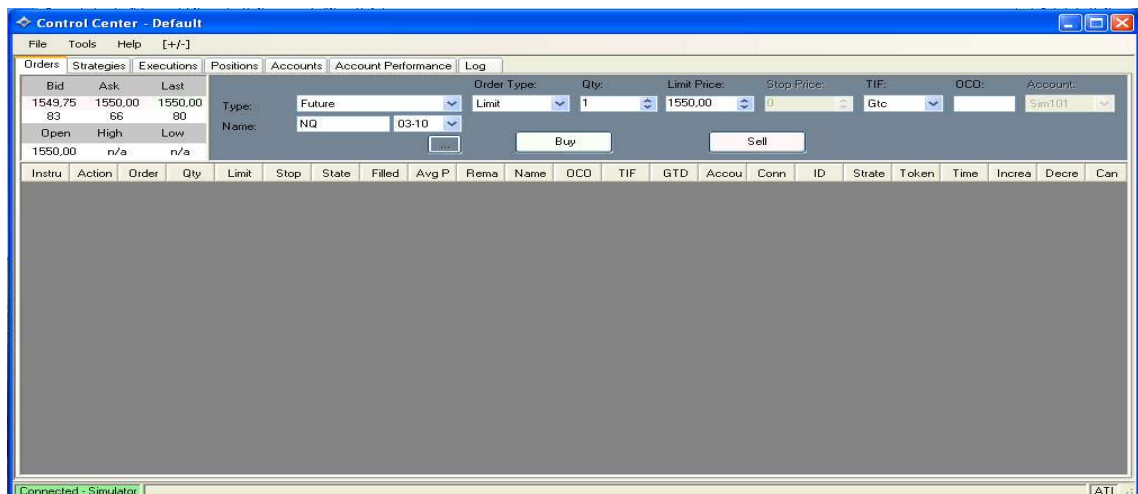 Control Center - Default
File Tools Help [+/-]
Orders Strategies Executions Positions Accounts Account Performance Log
Bid Ask Last Order Type: Qty: Limit Price: Stop Price: TIF: OCO: Account:
1549,75 1550,00 1550,00 Type: Future Limit 1 1550,00 0 Gtc Sim101
83 66 80 Name: NQ 03-10
Open High Low ... Buy Sell
1550,00 n/a n/a
Instru Action Order Qty Limit Stop State Filled Avg P Rema Name OCO TIF GTD Accou Conn ID Strate Token Time Increa Decre Can
Connected - Simulator ATI